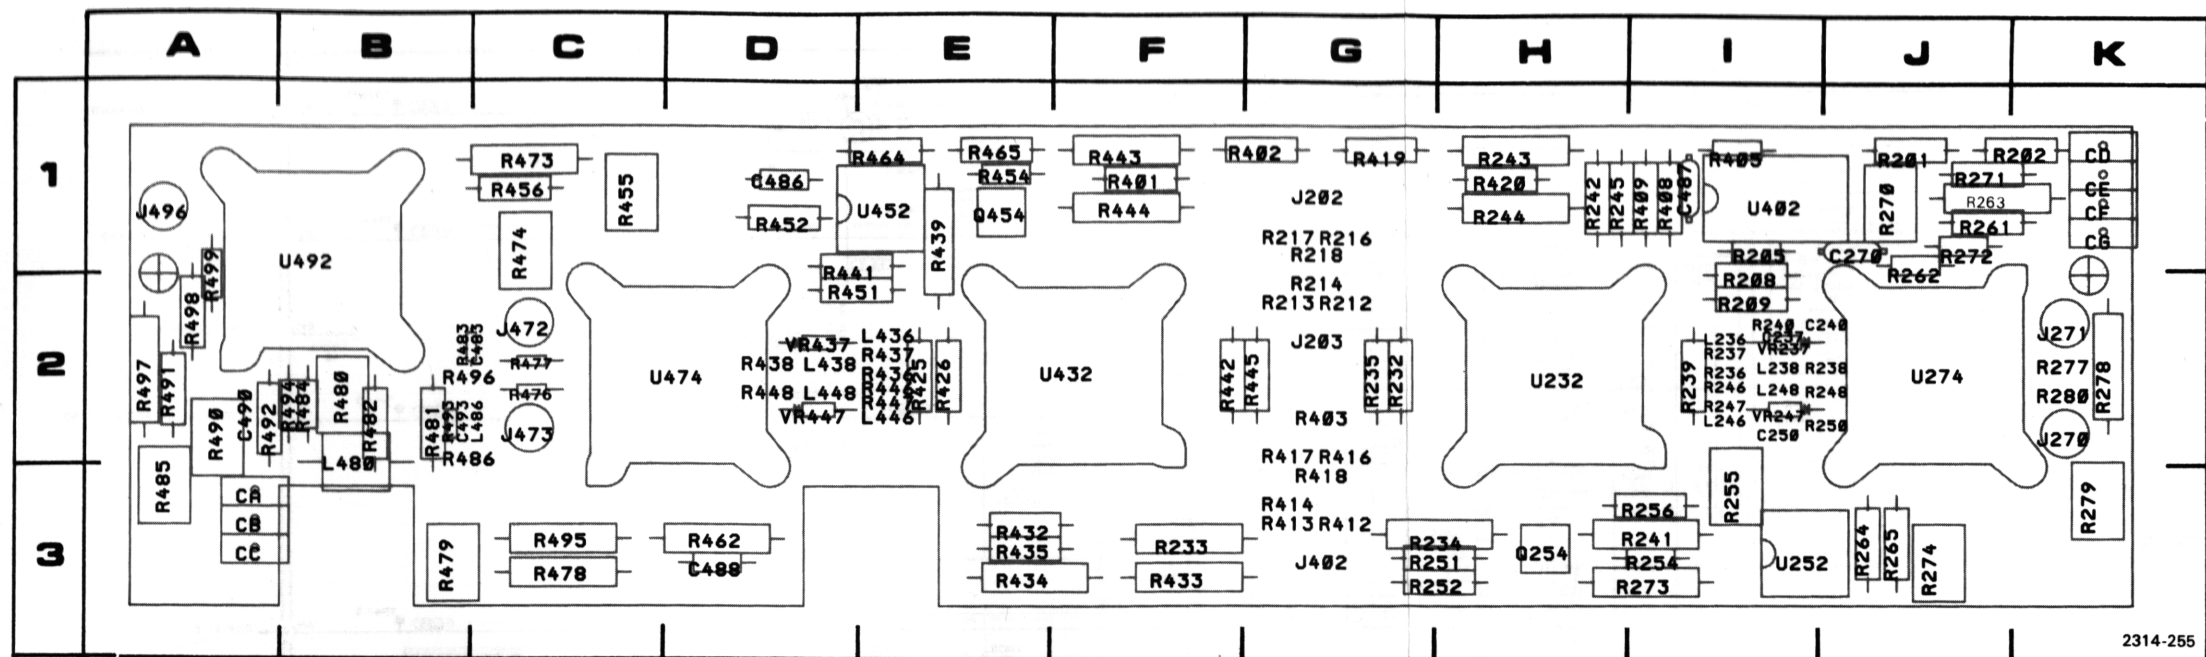 A B C D E F G H I J K
1
R473 R464 R465 R443 R402 R419 R243 R405 R201 R202 CD
R456 R455 C486 R454 R401 R420 R242 R245 R409 R408 C487 R270 R271 CE
J496 R452 U452 Q454 R444 J202 R244 U402 R263 CF
R474 R439 R217 R216 R261 CG
U492 R499 R441 R218 R205 C270 R272
R451 R214 R208 R262
R498 R213 R212 R209
2
J472 R483 C485 L436 R240 C240 J271
VR437 R437 J203 L236 C237 VR237 R237
R477 R438 L438 R436 R236 L238 R238 R277
R497 R491 R496 U474 R425 R426 U432 R442 R445 R235 R232 U232 R239 U274 R278
R494 R484 R480 R476 R448 L448 R446 R246 L248 R248 R280
R490 C490 R492 R482 R481 R493 C493 L486 J473 VR447 R447 L446 R403 R247 L246 VR247 R250 C250 J270
R485 L480 R486 R417 R416 R255 R279
R418
3
CA R414 R256
CB R495 R462 R432 R413 R412 R241
CC R479 R435 R233 R234 Q254 R264 R265 R274
R478 C488 R434 R433 J402 R251 R254 U252
R252 R273
2314-255